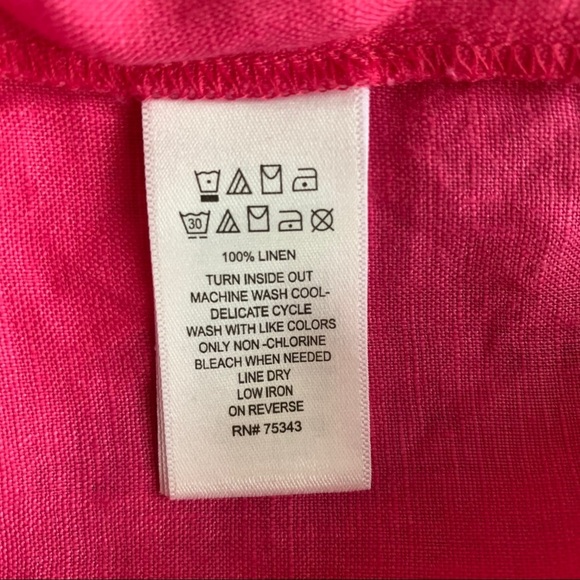 30
100% LINEN
TURN INSIDE OUT
MACHINE WASH COOL-
DELICATE CYCLE
WASH WITH LIKE COLORS
ONLY NON -CHLORINE
BLEACH WHEN NEEDED
LINE DRY
LOW IRON
ON REVERSE
RN# 75343